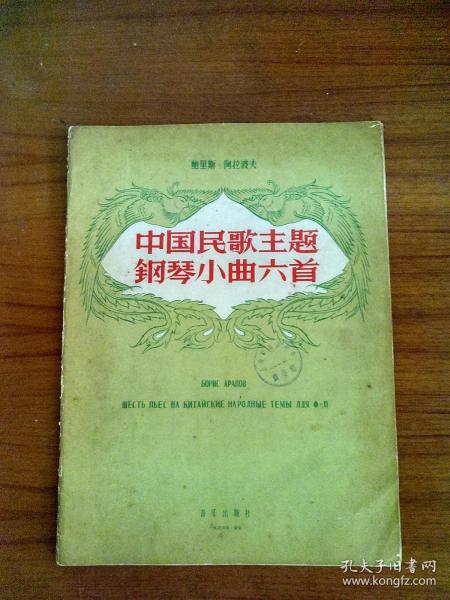 鲍里斯·阿拉波夫
中国民歌主题
鋼琴小曲六首
БОРИС АРАПОВ
ШЕСТЬ ПЬЕС НА КИТАЙСКИЕ НАРОДНЫЕ ТЕМЫ ДЛЯ Ф-П
音乐出版社
孔夫子旧书网
www.kongfz.com